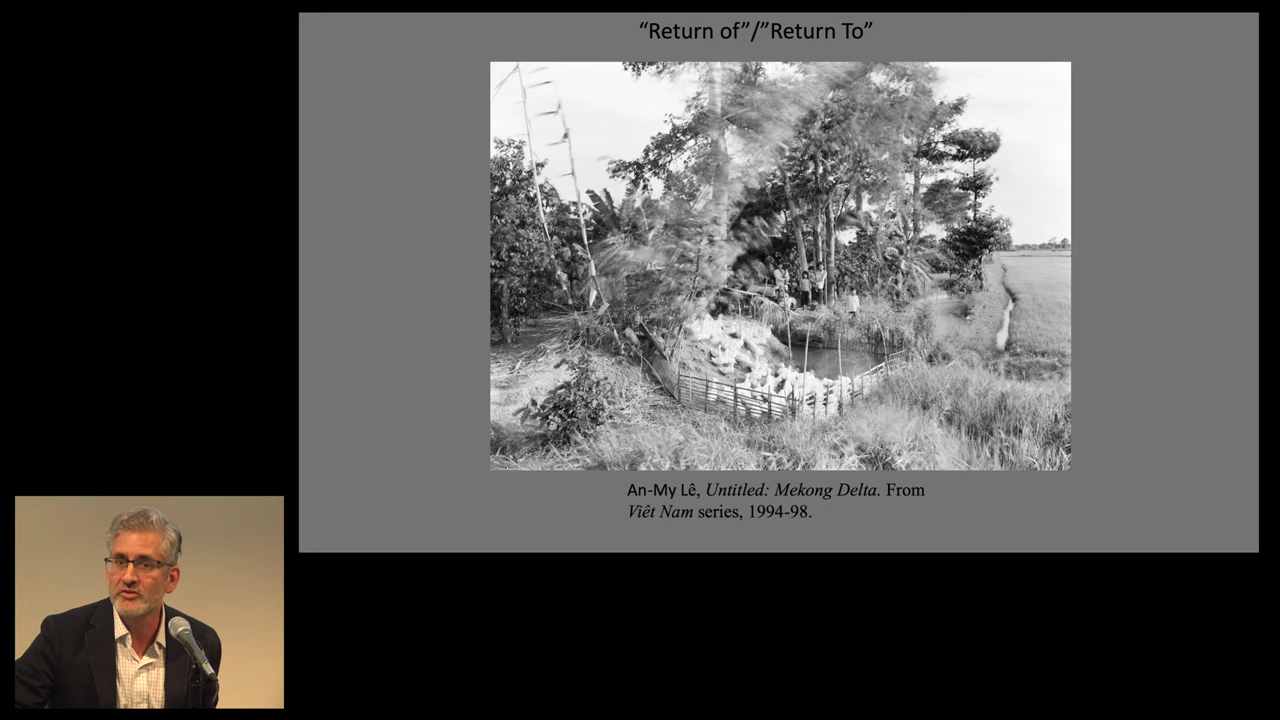 “Return of”/”Return To”
An-My Lê, Untitled: Mekong Delta. From
Viêt Nam series, 1994-98.